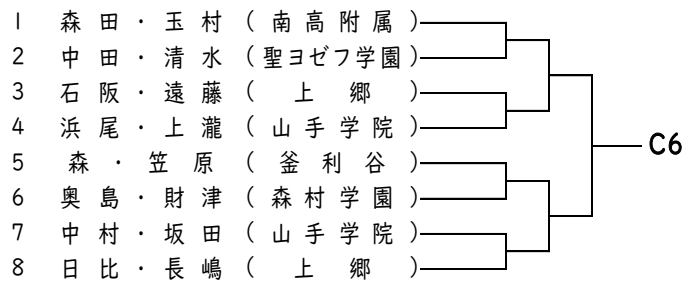 1 森田・玉村(南高附属)
2 中田・清水(聖ヨゼフ学園)
3 石阪・遠藤(上郷)
4 浜尾・上瀧(山手学院)
5 森・笠原(釜利谷)
6 奥島・財津(森村学園)
7 中村・坂田(山手学院)
8 日比・長嶋(上郷)
C6